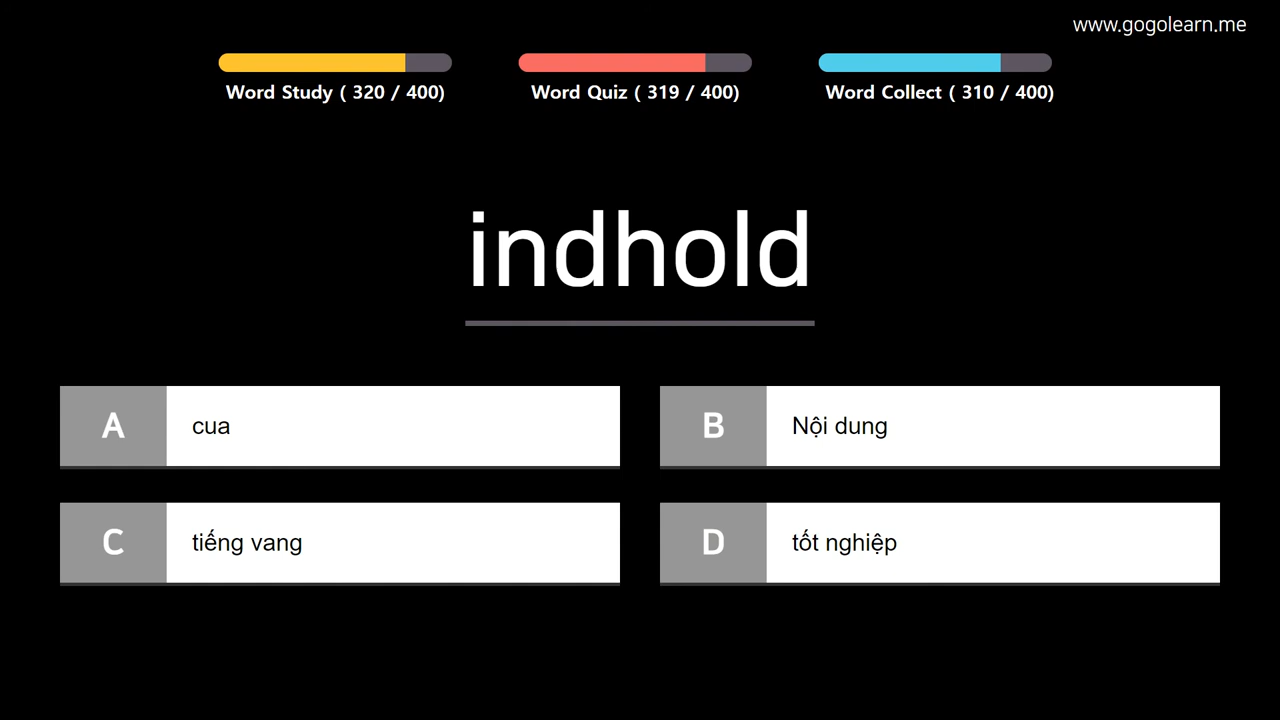 www.gogolearn.me
Word Study ( 320 / 400)
Word Quiz ( 319 / 400)
Word Collect ( 310 / 400)
indhold
A cua
B Nội dung
C tiếng vang
D tốt nghiệp